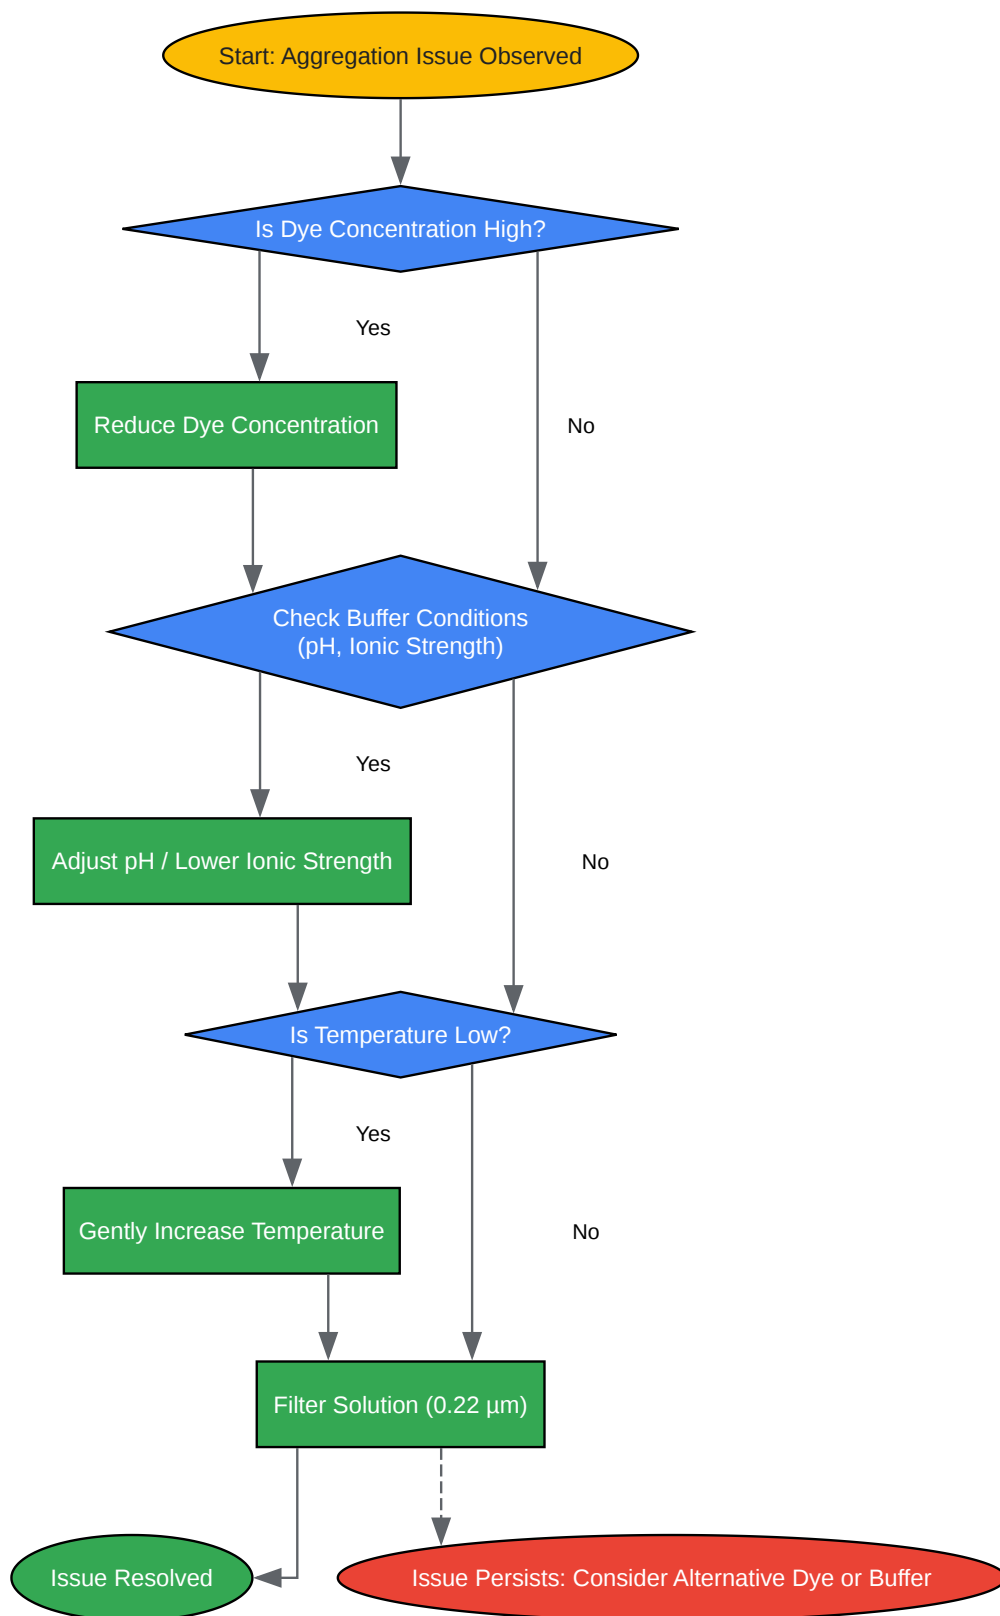 Start: Aggregation Issue Observed
Is Dye Concentration High?
Yes
Reduce Dye Concentration
No
Check Buffer Conditions
(pH, Ionic Strength)
Yes
Adjust pH / Lower Ionic Strength
No
Is Temperature Low?
Yes
Gently Increase Temperature
No
Filter Solution (0.22 µm)
Issue Resolved
Issue Persists: Consider Alternative Dye or Buffer